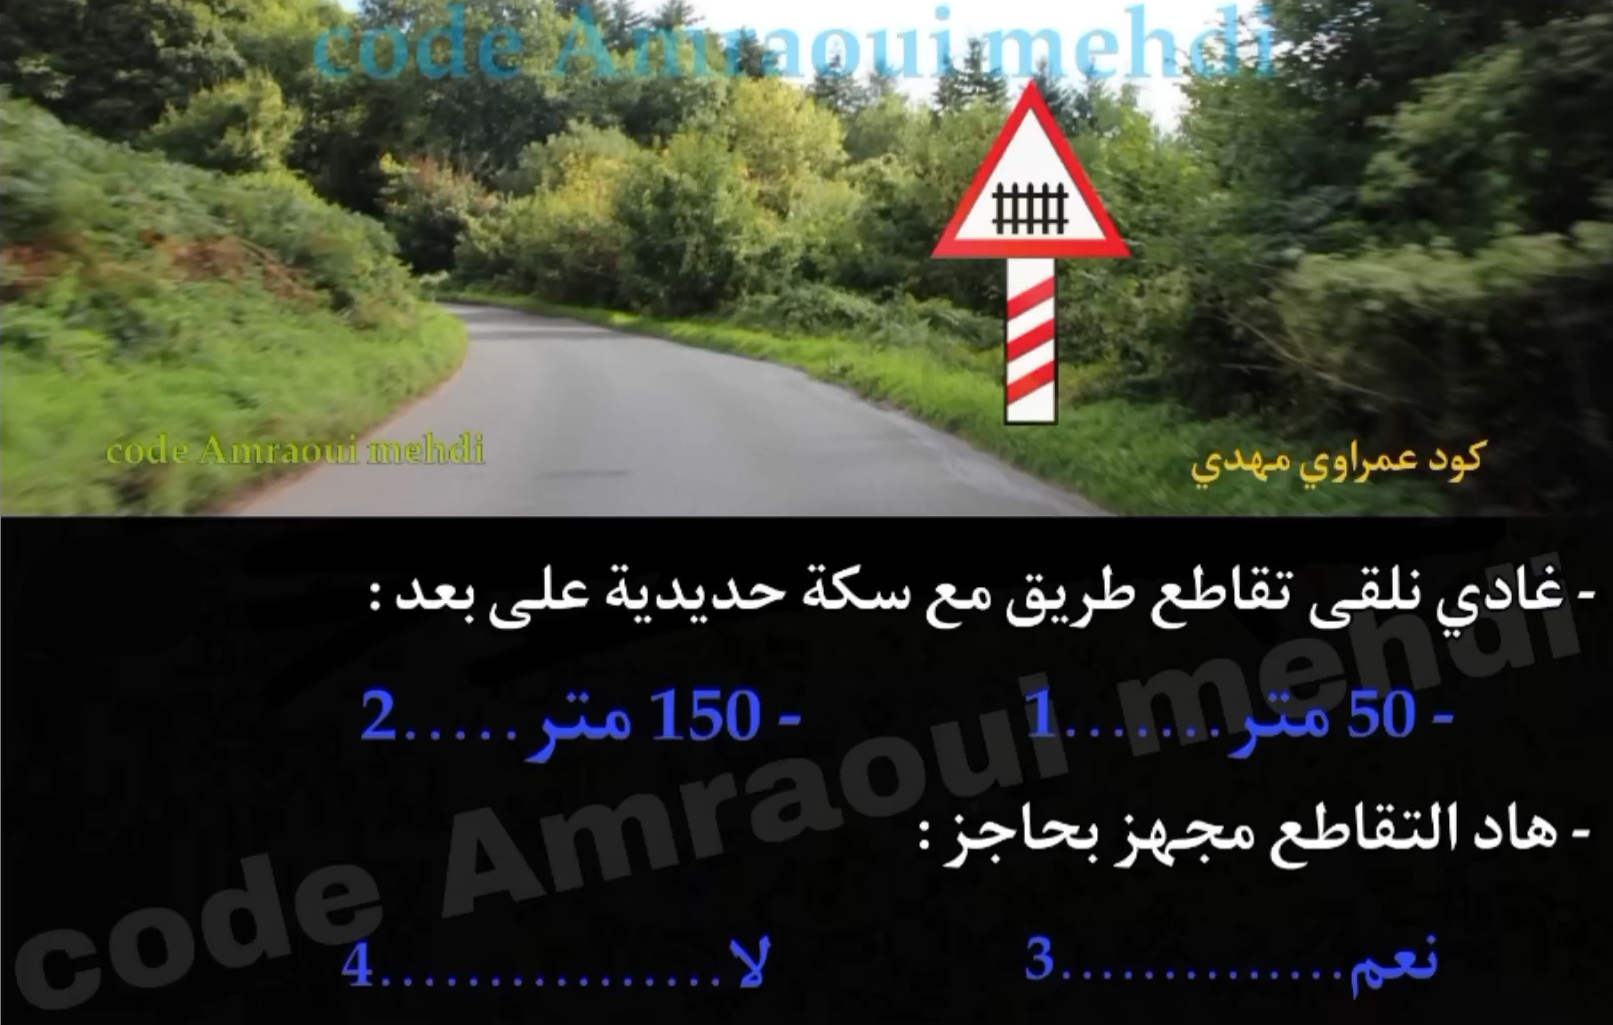 code Amraoui mehdi
code Amraoui mehdi
كود عمراوي مهدي
- غادي نلقى تقاطع طريق مع سكة حديدية على بعد :
- 50 متر.......1 - 150 متر.....2
- هاد التقاطع مجهز بحاجز :
نعم..............3 لا.................4
code Amraoui mehdi